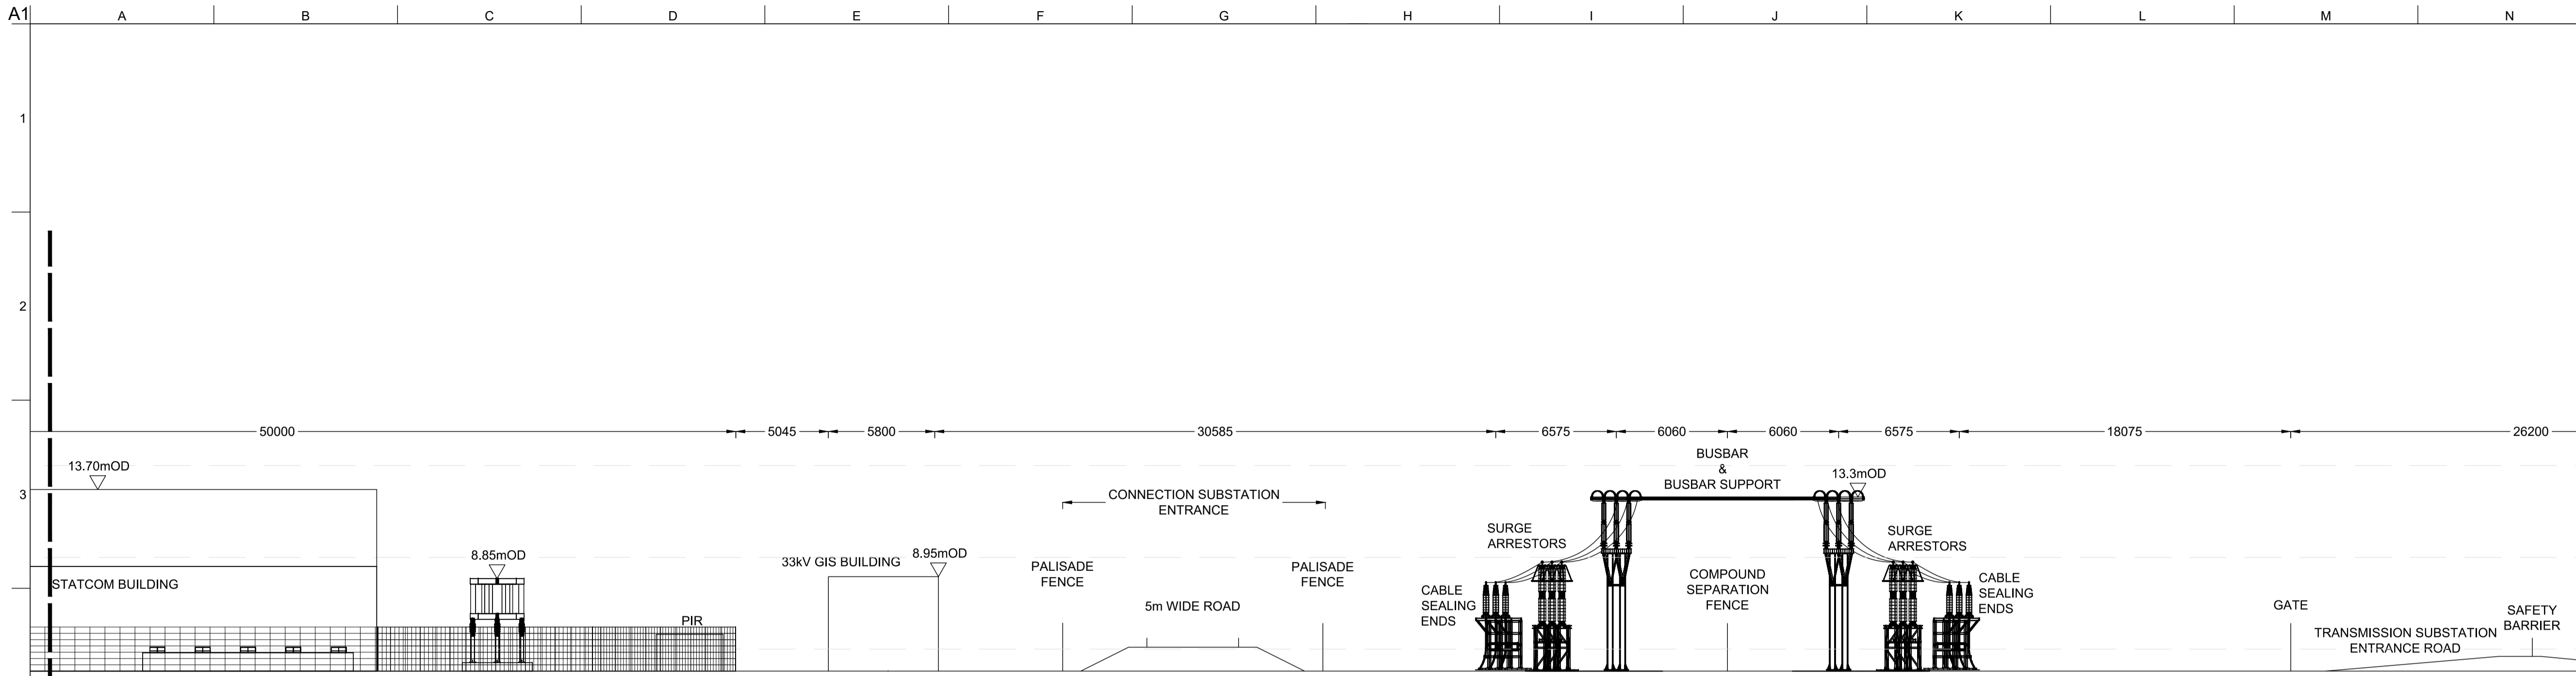 A1
A B C D E F G H I J K L M N
1
2
50000 5045 5800 30585 6575 6060 6060 6575 18075 26200
3
13.70mOD
BUSBAR
&
BUSBAR SUPPORT
13.3mOD
CONNECTION SUBSTATION
ENTRANCE
SURGE
ARRESTORS
SURGE
ARRESTORS
8.85mOD
33kV GIS BUILDING
8.95mOD
PALISADE
FENCE
PALISADE
FENCE
STATCOM BUILDING
COMPOUND
SEPARATION
FENCE
CABLE
SEALING
ENDS
CABLE
SEALING
ENDS
5m WIDE ROAD
GATE
SAFETY
BARRIER
PIR
TRANSMISSION SUBSTATION
ENTRANCE ROAD